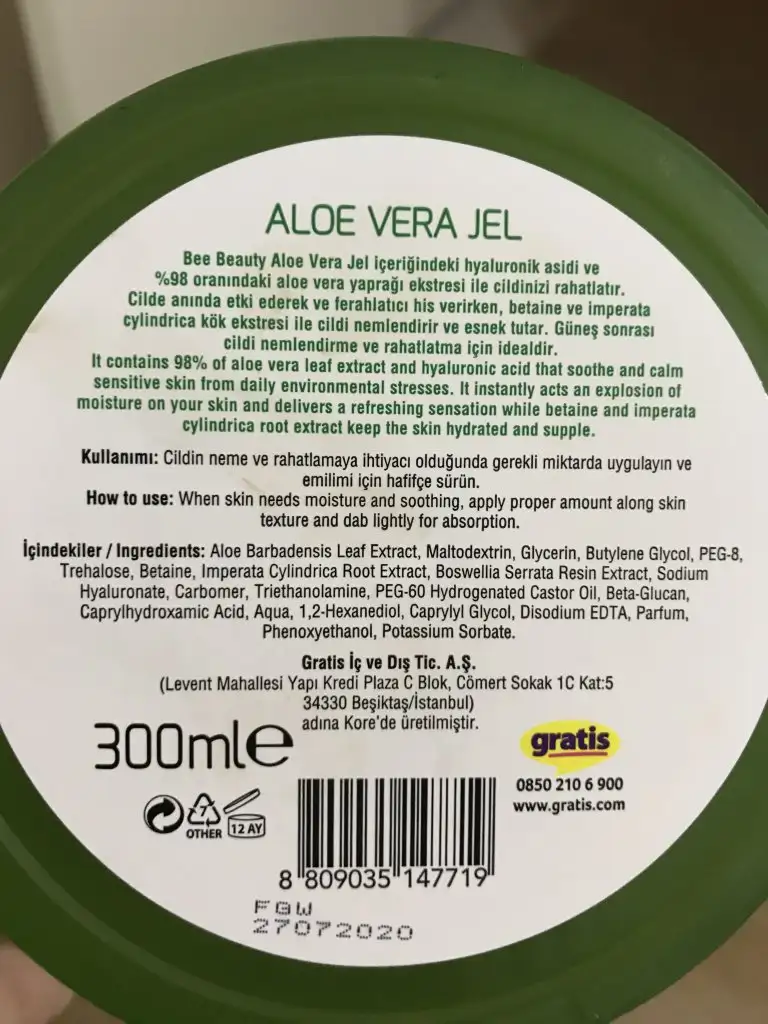 ALOE VERA JEL
Bee Beauty Aloe Vera Jel içeriğindeki hyaluronik asidi ve
%98 oranındaki aloe vera yaprağı ekstresi ile cildinizi rahatlatır.
Cilde anında etki ederek ve ferahlatıcı his verirken, betaine ve imperata
cylindrica kök ekstresi ile cildi nemlendirir ve esnek tutar. Güneş sonrası
cildi nemlendirme ve rahatlatma için idealdir.
It contains 98% of aloe vera leaf extract and hyaluronic acid that soothe and calm
sensitive skin from daily environmental stresses. It instantly acts an explosion of
moisture on your skin and delivers a refreshing sensation while betaine and imperata
cylindrica root extract keep the skin hydrated and supple.
Kullanımı: Cildin neme ve rahatlamaya ihtiyacı olduğunda gerekli miktarda uygulayın ve
emilimi için hafifçe sürün.
How to use: When skin needs moisture and soothing, apply proper amount along skin
texture and dab lightly for absorption.
İçindekiler / Ingredients: Aloe Barbadensis Leaf Extract, Maltodextrin, Glycerin, Butylene Glycol, PEG-8,
Trehalose, Betaine, Imperata Cylindrica Root Extract, Boswellia Serrata Resin Extract, Sodium
Hyaluronate, Carbomer, Triethanolamine, PEG-60 Hydrogenated Castor Oil, Beta-Glucan,
Caprylhydroxamic Acid, Aqua, 1,2-Hexanediol, Caprylyl Glycol, Disodium EDTA, Parfum,
Phenoxyethanol, Potassium Sorbate.
Gratis İç ve Dış Tic. A.Ş.
(Levent Mahallesi Yapı Kredi Plaza C Blok, Cömert Sokak 1C Kat:5
34330 Beşiktaş/İstanbul)
adına Kore'de üretilmiştir.
300ml e
gratis
0850 210 6 900
www.gratis.com
7
OTHER
12 AY
8 809035 147719
FGW
27072020